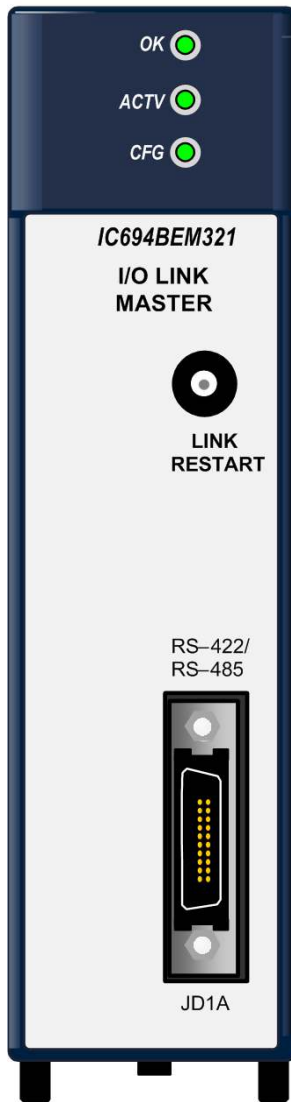 OK
ACTV
CFG
IC694BEM321
I/O LINK
MASTER
LINK
RESTART
RS–422/
RS–485
JD1A